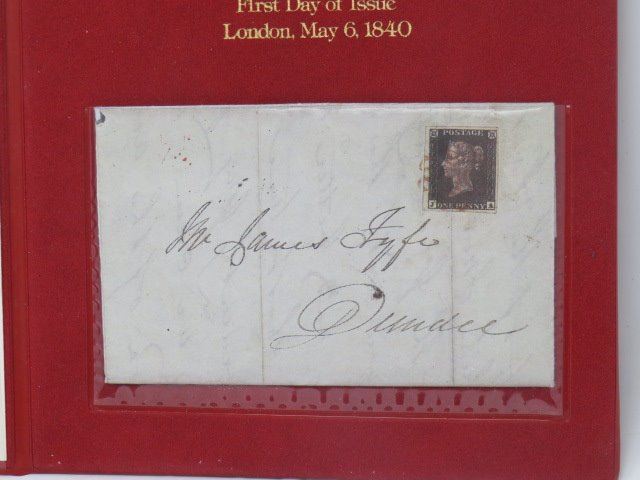 First Day of Issue
London, May 6, 1840
POSTAGE
J A
ONE PENNY
Mr James Fyfe
Dundee